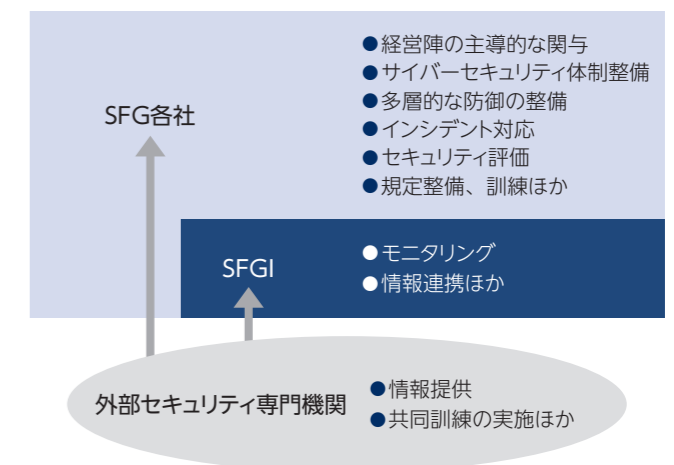 SFG各社
●経営陣の主導的な関与
●サイバーセキュリティ体制整備
●多層的な防御の整備
●インシデント対応
●セキュリティ評価
●規定整備、訓練ほか
SFGI
●モニタリング
●情報連携ほか
外部セキュリティ専門機関
●情報提供
●共同訓練の実施ほか